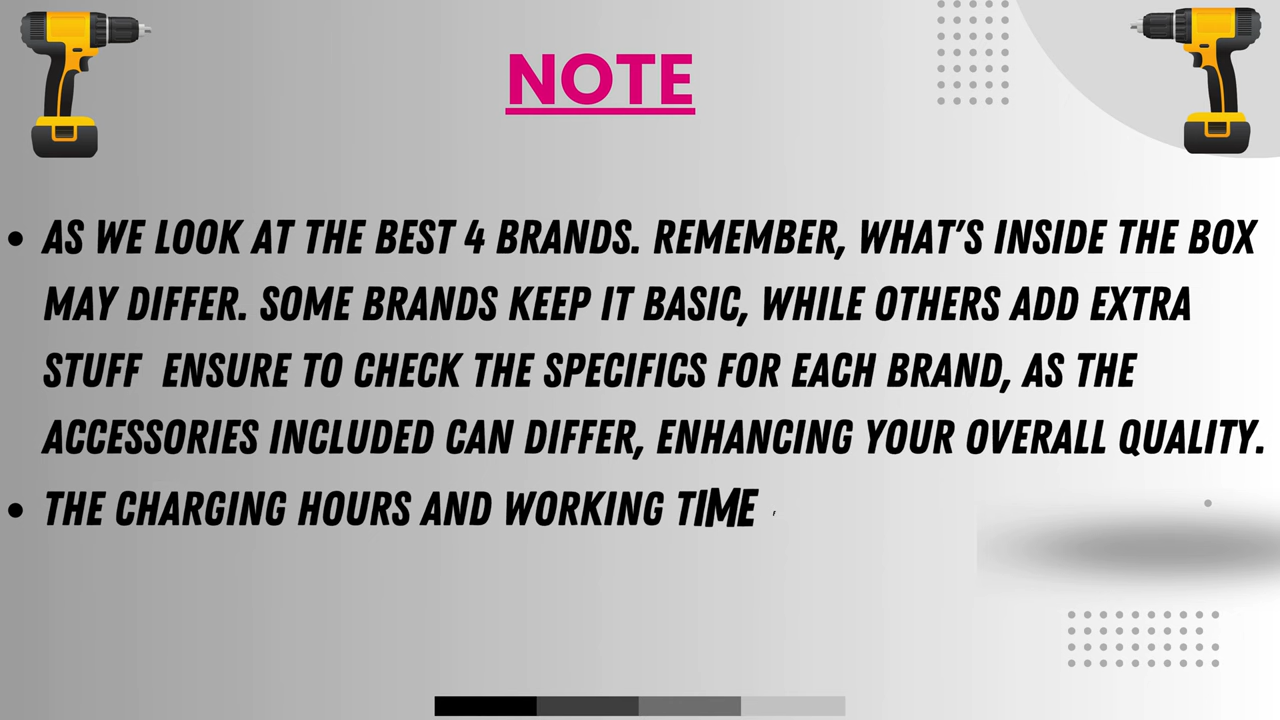 NOTE
• AS WE LOOK AT THE BEST 4 BRANDS. REMEMBER, WHAT'S INSIDE THE BOX
MAY DIFFER. SOME BRANDS KEEP IT BASIC, WHILE OTHERS ADD EXTRA
STUFF  ENSURE TO CHECK THE SPECIFICS FOR EACH BRAND, AS THE
ACCESSORIES INCLUDED CAN DIFFER, ENHANCING YOUR OVERALL QUALITY.
• THE CHARGING HOURS AND WORKING TIME